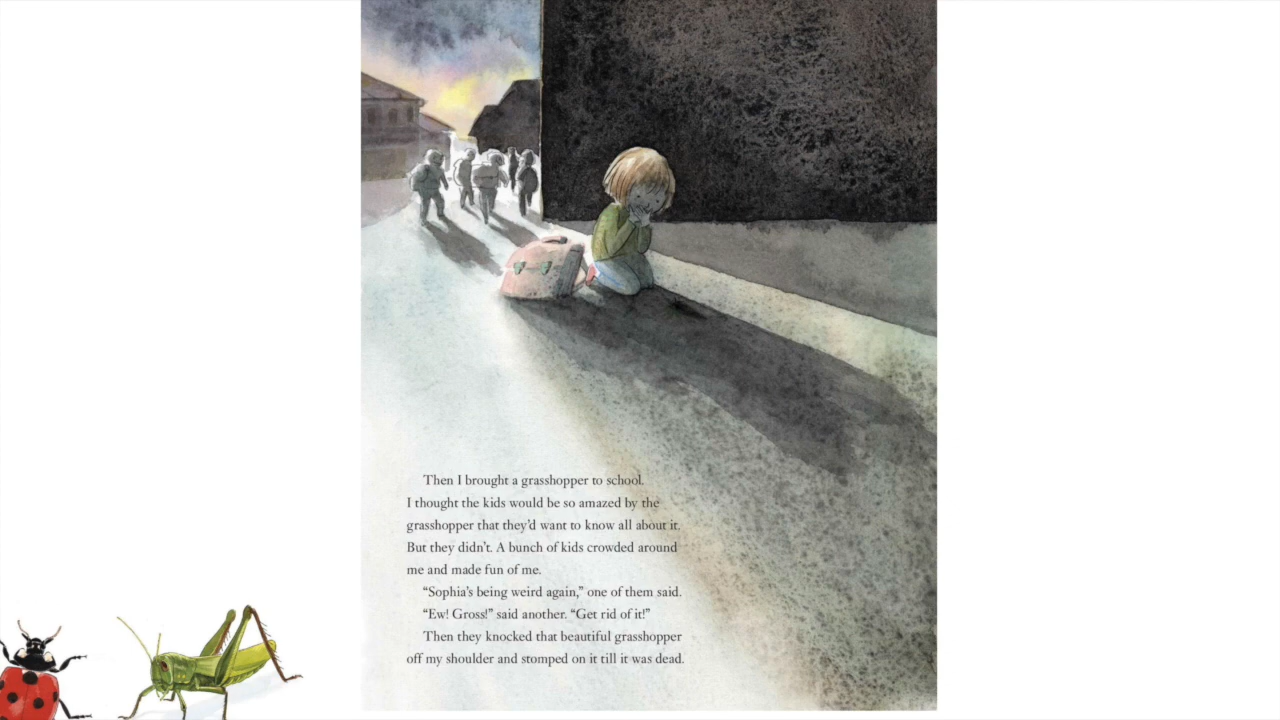 Then I brought a grasshopper to school.
I thought the kids would be so amazed by the
grasshopper that they’d want to know all about it.
But they didn’t. A bunch of kids crowded around
me and made fun of me.
“Sophia’s being weird again,” one of them said.
“Ew! Gross!” said another. “Get rid of it!”
Then they knocked that beautiful grasshopper
off my shoulder and stomped on it till it was dead.